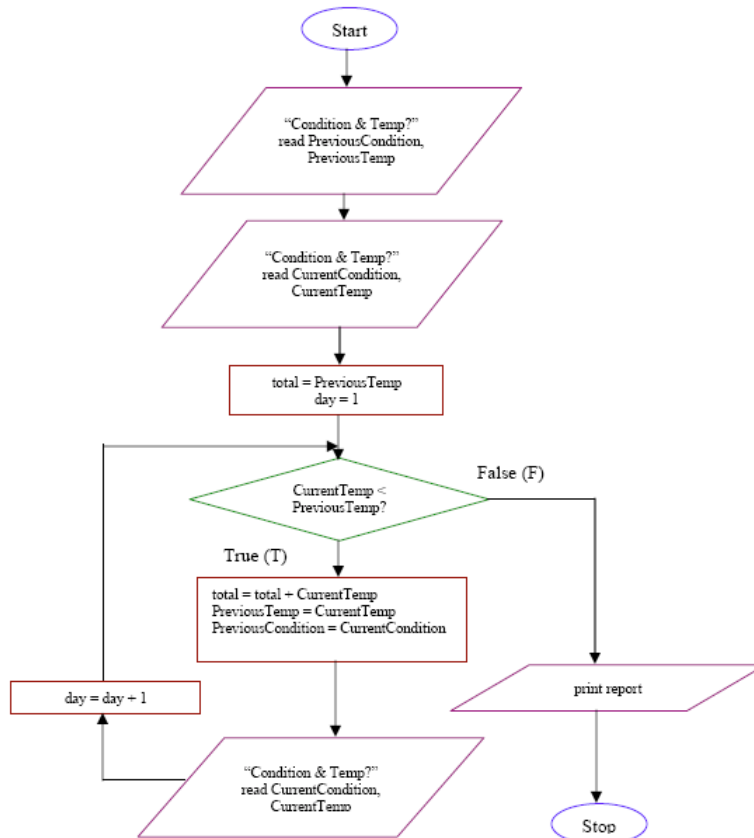 Start
“Condition & Temp?”
read PreviousCondition,
PreviousTemp
“Condition & Temp?”
read CurrentCondition,
CurrentTemp
total = PreviousTemp
day = 1
CurrentTemp <
PreviousTemp?
False (F)
True (T)
total = total + CurrentTemp
PreviousTemp = CurrentTemp
PreviousCondition = CurrentCondition
day = day + 1
print report
“Condition & Temp?”
read CurrentCondition,
CurrentTemp
Stop